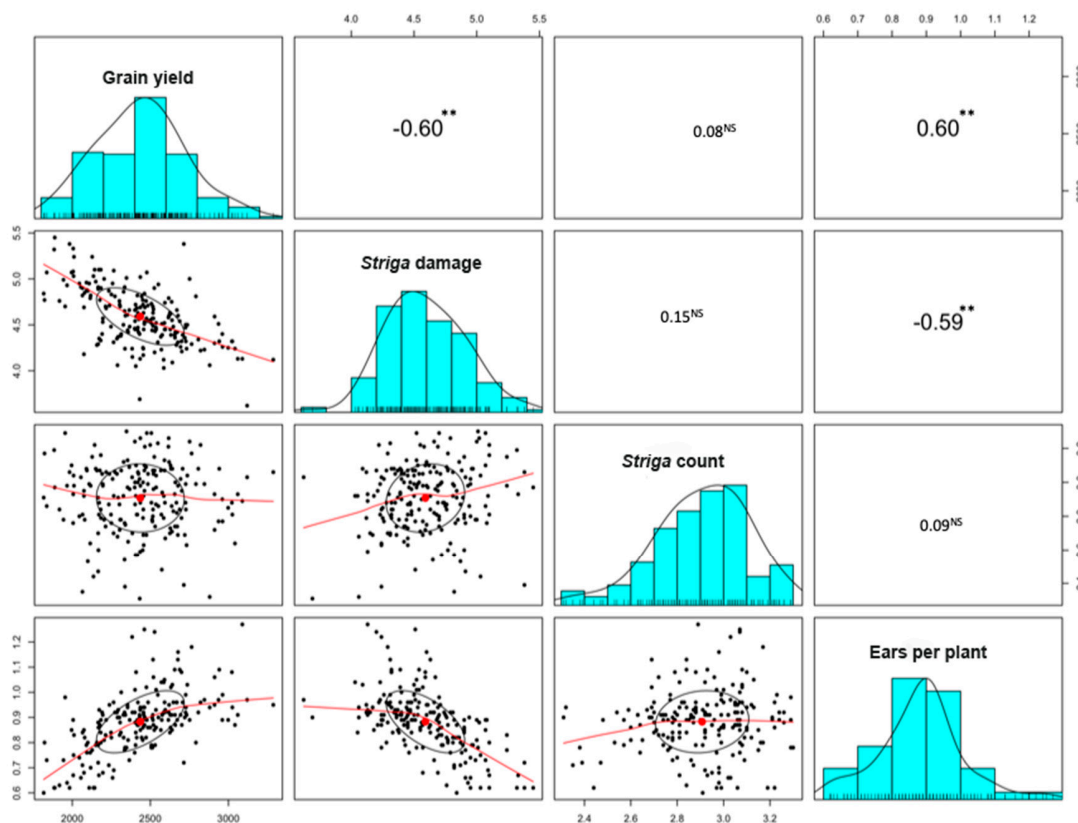 4.0 4.5 5.0 5.5
0.6 0.7 0.8 0.9 1.0 1.1 1.2
Grain yield
-0.60**
0.08NS
0.60**
4.0 4.5 5.0 5.5
Striga damage
0.15NS
-0.59**
Striga count
0.09NS
0.6 0.7 0.8 0.9 1.0 1.1 1.2
Ears per plant
2000 2500 3000
2.4 2.6 2.8 3.0 3.2